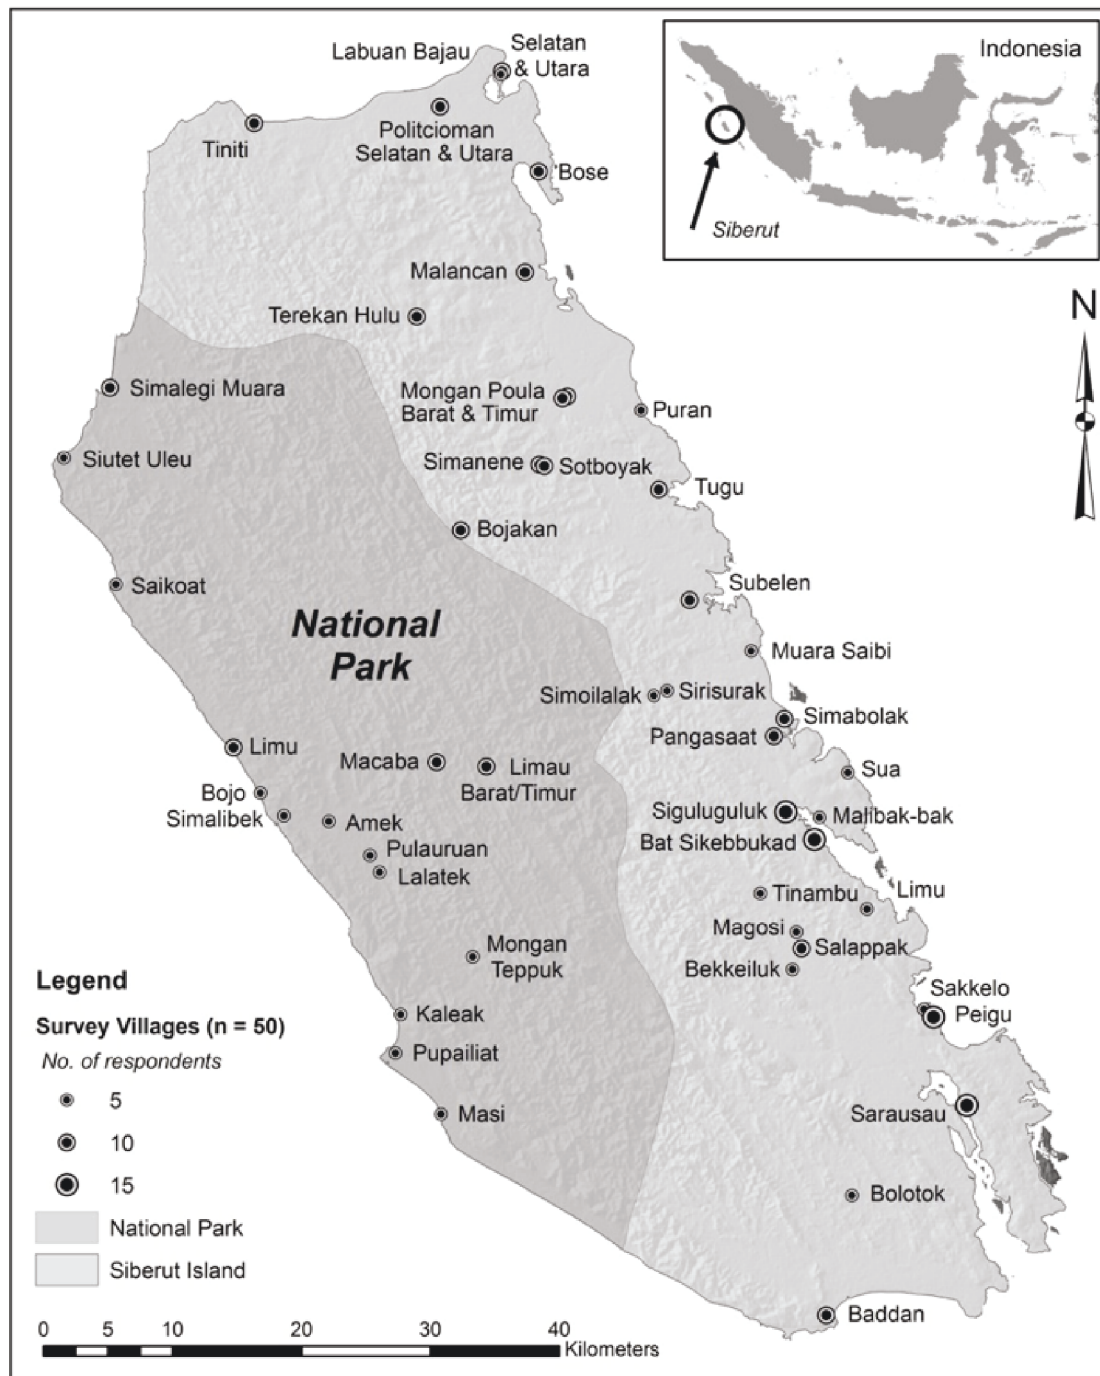 Labuan Bajau
Selatan
& Utara
Indonesia
Tiniti
Politcioman
Selatan & Utara
'Bose
Siberut
Malancan
N
Terekan Hulu
Simalegi Muara
Mongan Poula
Barat & Timur
Puran
Siutet Uleu
Simanene
Sotboyak
Tugu
Bojakan
Saikoat
Subelen
National
Park
Muara Saibi
Simoilalak
Sirisurak
Simabolak
Pangasaat
Limu
Macaba
Limau
Barat/Timur
Sua
Bojo
Simalibek
Amek
Siguluguluk
Malibak-bak
Bat Sikebbukad
Pulauruan
Lalatek
Tinambu
Limu
Magosi
Salappak
Bekkeiluk
Mongan
Teppuk
Sakkelo
Peigu
Kaleak
Pupailiat
Masi
Sarausau
Bolotok
Baddan
Legend
Survey Villages (n = 50)
No. of respondents
5
10
15
National Park
Siberut Island
0 5 10 20 30 40
Kilometers